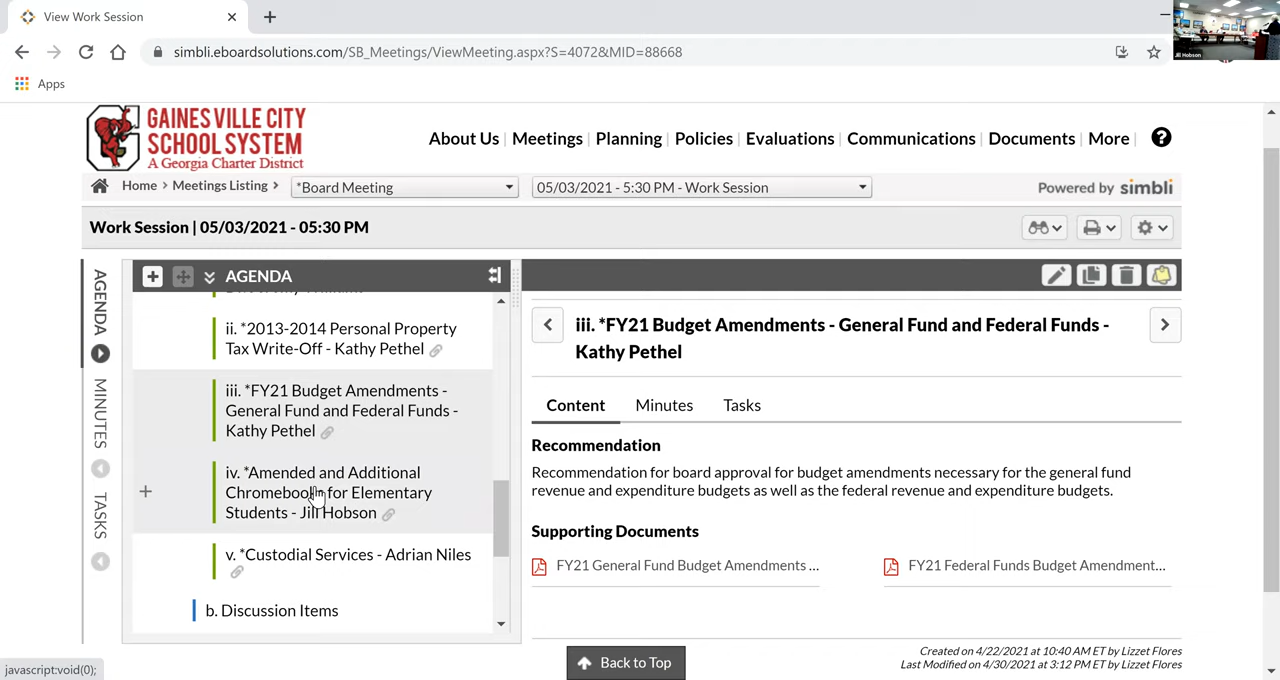 View Work Session
simbli.eboardsolutions.com/SB_Meetings/ViewMeeting.aspx?S=4072&MID=88668
Jill Hobson
Apps
GAINESVILLE CITY
SCHOOL SYSTEM
A Georgia Charter District
About Us | Meetings | Planning | Policies | Evaluations | Communications | Documents | More |
Home > Meetings Listing > *Board Meeting 05/03/2021 - 5:30 PM - Work Session Powered by simbli
Work Session | 05/03/2021 - 05:30 PM
AGENDA
MINUTES
TASKS
AGENDA
ii. *2013-2014 Personal Property
Tax Write-Off - Kathy Pethel
iii. *FY21 Budget Amendments -
General Fund and Federal Funds -
Kathy Pethel
iv. *Amended and Additional
Chromebooks for Elementary
Students - Jill Hobson
v. *Custodial Services - Adrian Niles
b. Discussion Items
iii. *FY21 Budget Amendments - General Fund and Federal Funds -
Kathy Pethel
Content Minutes Tasks
Recommendation
Recommendation for board approval for budget amendments necessary for the general fund
revenue and expenditure budgets as well as the federal revenue and expenditure budgets.
Supporting Documents
FY21 General Fund Budget Amendments ... FY21 Federal Funds Budget Amendment...
Created on 4/22/2021 at 10:40 AM ET by Lizzet Flores
Last Modified on 4/30/2021 at 3:12 PM ET by Lizzet Flores
Back to Top
javascript:void(0);